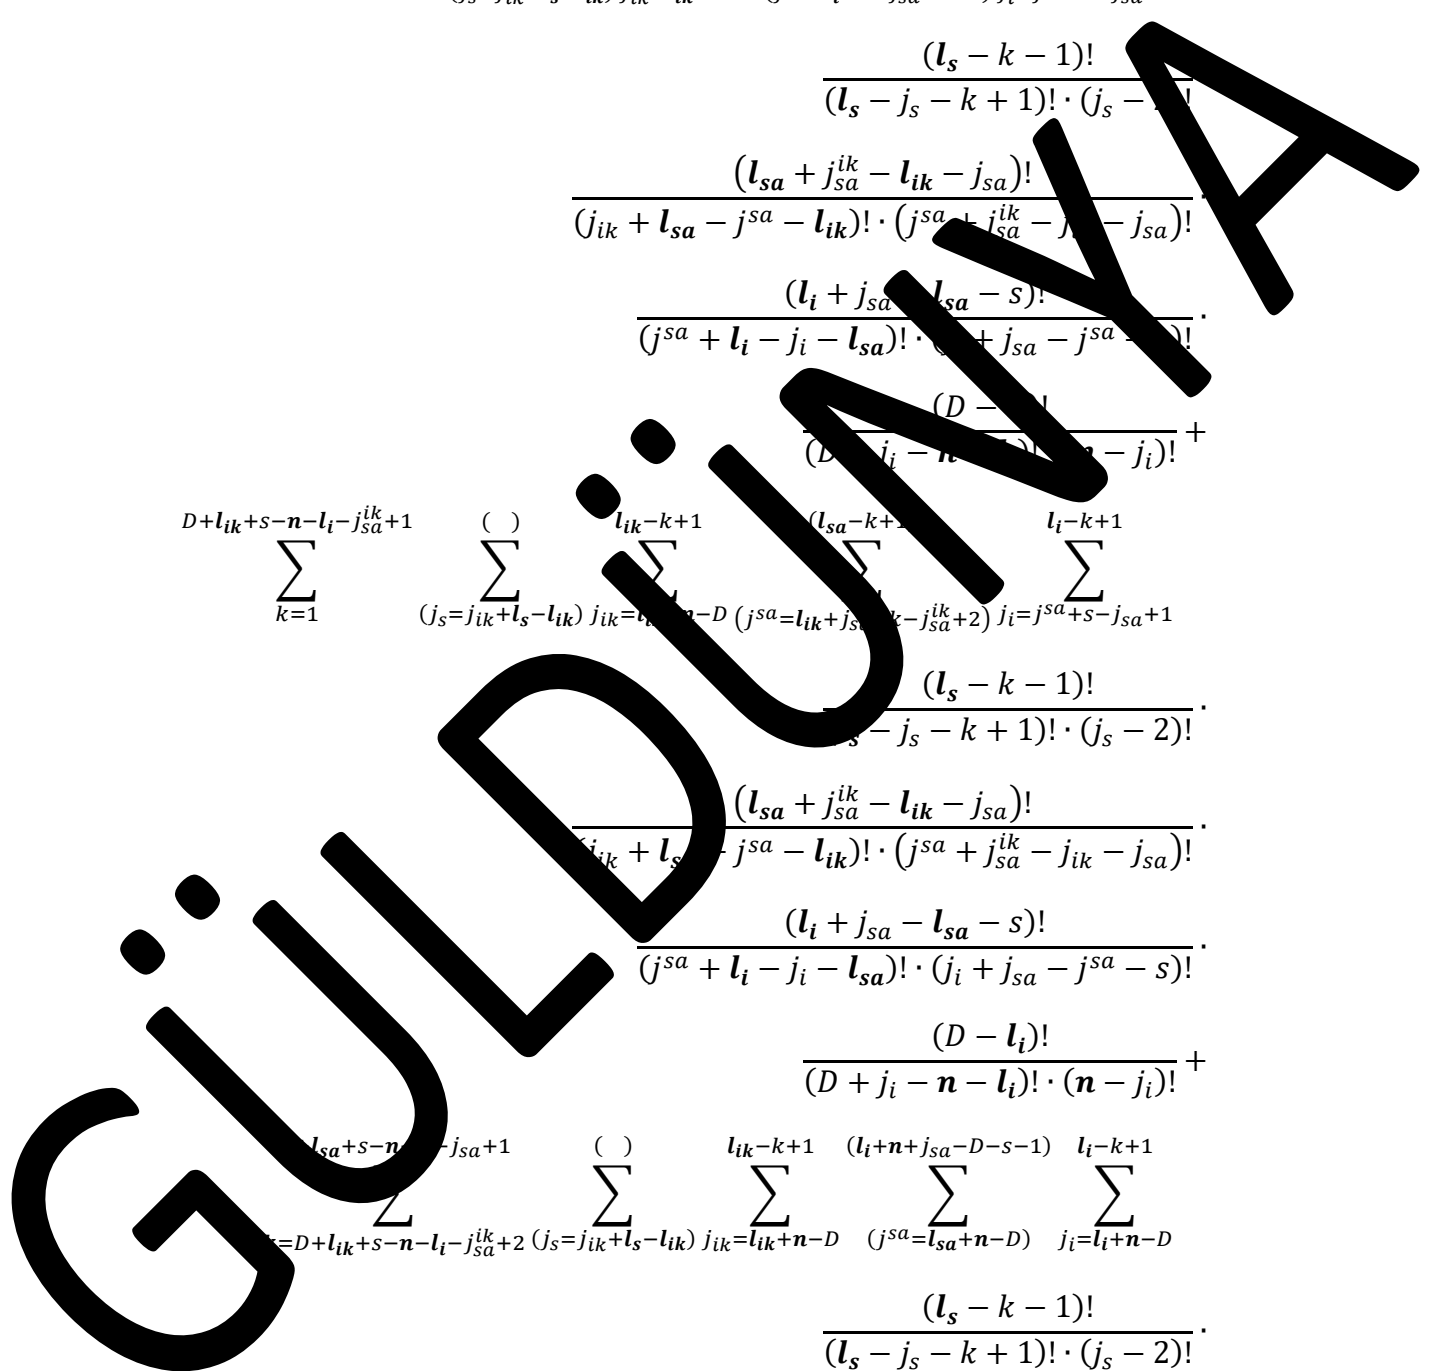 (l_s − k − 1)!
(l_s − j_s − k + 1)! · (j_s −
(l_sa + j_sa^ik − l_ik − j_sa)!
(j_ik + l_sa − j^sa − l_ik)! · (j^sa + j_sa^ik − − j_sa)! ·
(l_i + j_sa l_sa − s)!
(j^sa + l_i − j_i − l_sa)! · + j_sa − j^sa )! ·
(D − )!
(D j_i − n − j_i)! +
D+l_ik+s−n−l_i−j_sa^ik+1 ( ) l_ik−k+1 (l_sa−k+1 l_i−k+1
∑ ∑ ∑ ∑ ∑
k=1 (j_s=j_ik+l_s−l_ik) j_ik= n−D (j^sa=l_ik+ k−j_sa^ik+2) j_i=j^sa+s−j_sa+1
(l_s − k − 1)!
− j_s − k + 1)! · (j_s − 2)! ·
(l_sa + j_sa^ik − l_ik − j_sa)!
j_ik + j^sa − l_ik)! · (j^sa + j_sa^ik − j_ik − j_sa)! ·
(l_i + j_sa − l_sa − s)!
(j^sa + l_i − j_i − l_sa)! · (j_i + j_sa − j^sa − s)! ·
(D − l_i)!
(D + j_i − n − l_i)! · (n − j_i)! +
l_sa+s−n −j_sa+1 ( ) l_ik−k+1 (l_i+n+j_sa−D−s−1) l_i−k+1
∑ ∑ ∑ ∑ ∑
=D+l_ik+s−n−l_i−j_sa^ik+2 (j_s=j_ik+l_s−l_ik) j_ik=l_ik+n−D (j^sa=l_sa+n−D) j_i=l_i+n−D
(l_s − k − 1)!
(l_s − j_s − k + 1)! · (j_s − 2)! ·
GÜLDÜNYA